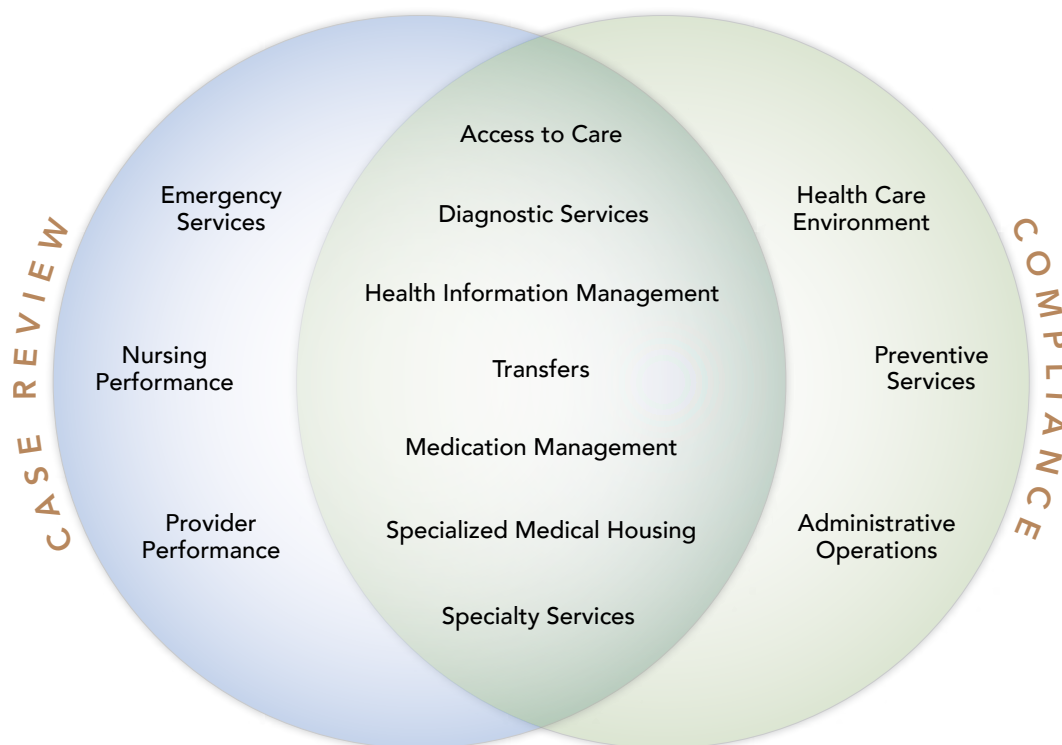 CASE REVIEW
Emergency
Services
Nursing
Performance
Provider
Performance
Access to Care
Diagnostic Services
Health Information Management
Transfers
Medication Management
Specialized Medical Housing
Specialty Services
Health Care
Environment
Preventive
Services
Administrative
Operations
COMPLIANCE